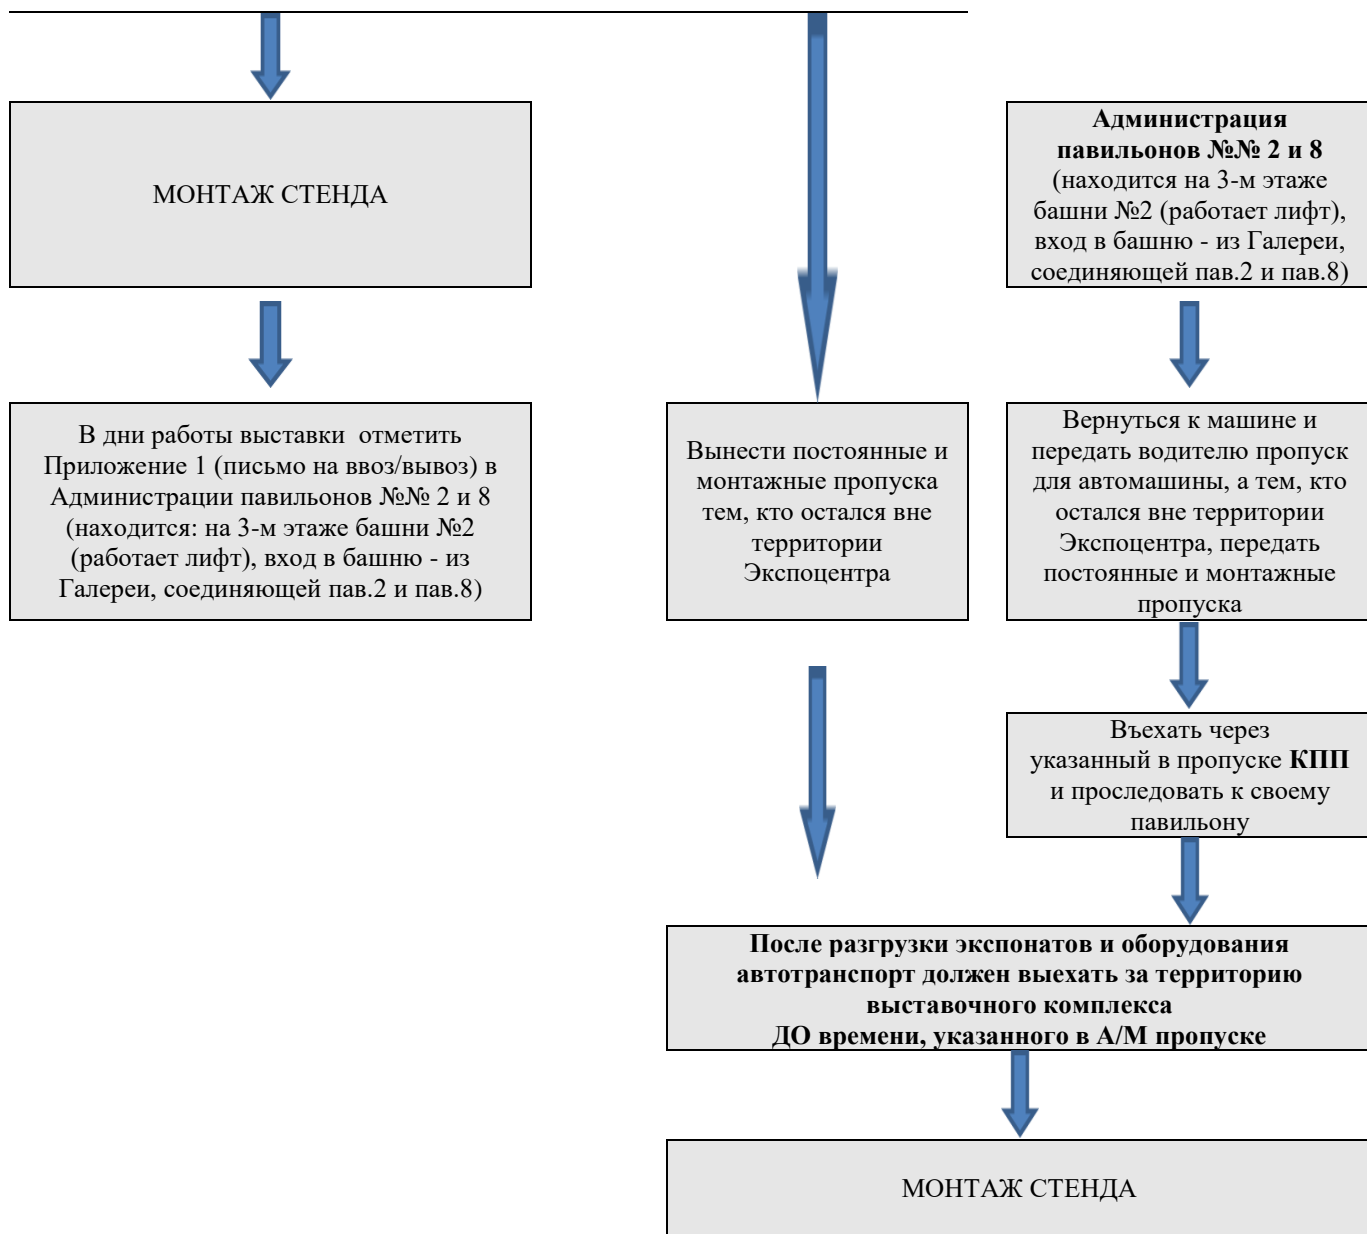 МОНТАЖ СТЕНДА
Администрация
павильонов №№ 2 и 8
(находится на 3-м этаже
башни №2 (работает лифт),
вход в башню - из Галереи,
соединяющей пав.2 и пав.8)
В дни работы выставки отметить
Приложение 1 (письмо на ввоз/вывоз) в
Администрации павильонов №№ 2 и 8
(находится: на 3-м этаже башни №2
(работает лифт), вход в башню - из
Галереи, соединяющей пав.2 и пав.8)
Вынести постоянные и
монтажные пропуска
тем, кто остался вне
территории
Экспоцентра
Вернуться к машине и
передать водителю пропуск
для автомашины, а тем, кто
остался вне территории
Экспоцентра, передать
постоянные и монтажные
пропуска
Въехать через
указанный в пропуске КПП
и проследовать к своему
павильону
После разгрузки экспонатов и оборудования
автотранспорт должен выехать за территорию
выставочного комплекса
ДО времени, указанного в А/М пропуске
МОНТАЖ СТЕНДА